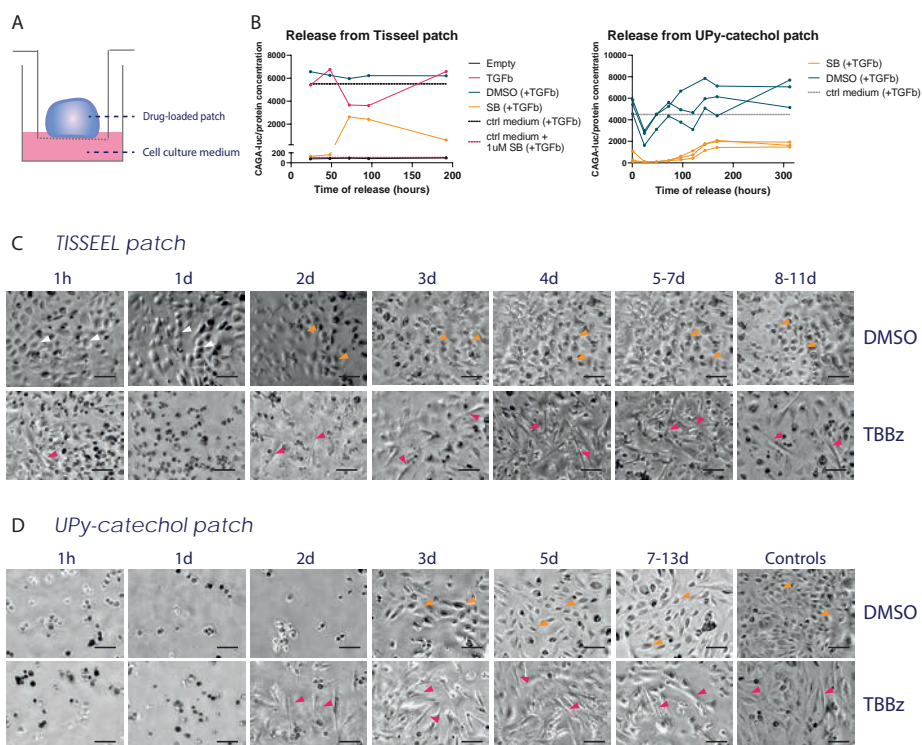 A
Drug-loaded patch
Cell culture medium
B
Release from Tisseel patch
CAGA-luc/protein concentration
8000
6000
4000
2000
200
0
0
50
100
150
200
Time of release (hours)
Empty
TGFb
DMSO (+TGFb)
SB (+TGFb)
ctrl medium (+TGFb)
ctrl medium +
1uM SB (+TGFb)
Release from UPy-catechol patch
CAGA-luc/protein concentration
10000
8000
6000
4000
2000
0
0
100
200
300
Time of release (hours)
SB (+TGFb)
DMSO (+TGFb)
ctrl medium (+TGFb)
C TISSEEL patch
1h 1d 2d 3d 4d 5-7d 8-11d
DMSO
TBBz
D UPy-catechol patch
1h 1d 2d 3d 5d 7-13d Controls
DMSO
TBBz